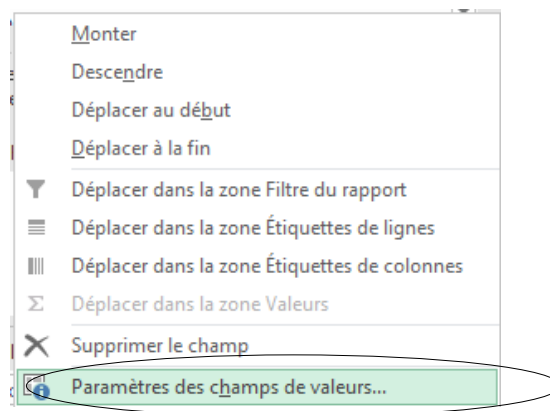 Monter
Descendre
Déplacer au début
Déplacer à la fin
Déplacer dans la zone Filtre du rapport
Déplacer dans la zone Étiquettes de lignes
Déplacer dans la zone Étiquettes de colonnes
Déplacer dans la zone Valeurs
Supprimer le champ
Paramètres des champs de valeurs...